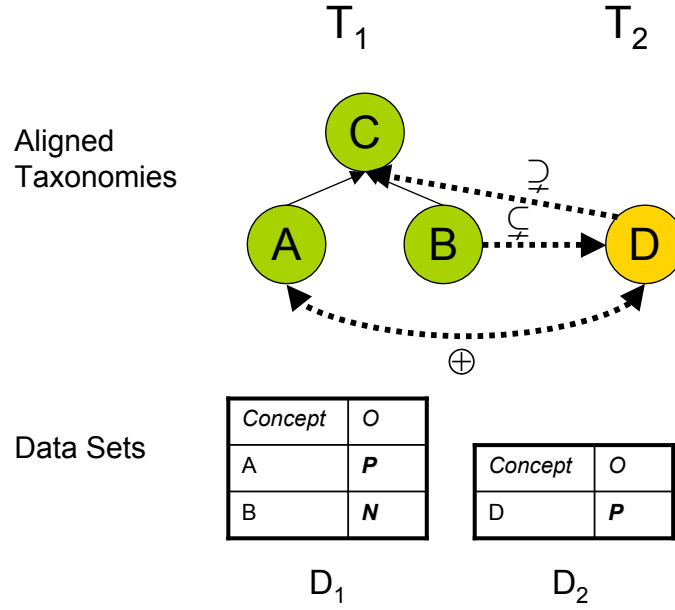 T₁ T₂
C
Aligned
Taxonomies
⊋
⊊
A B D
⊕
Data Sets
Concept O
A P
B N
Concept O
D P
D₁ D₂